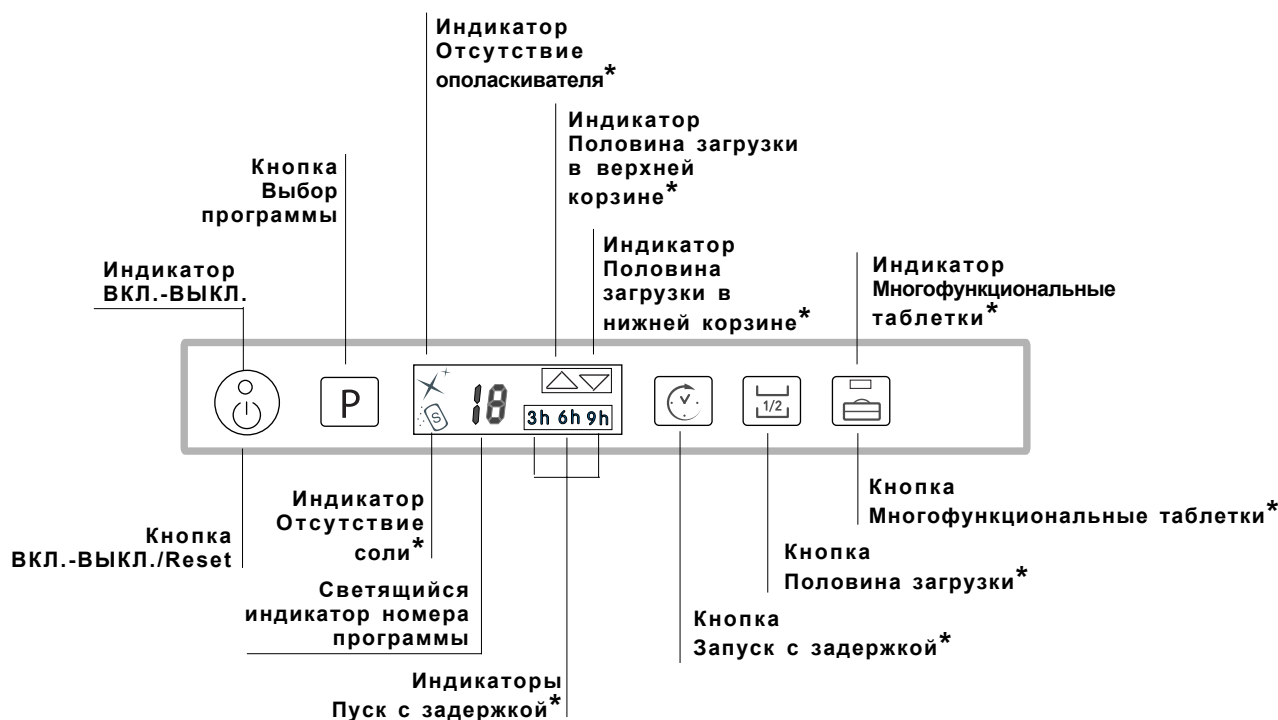 Индикатор
Отсутствие
ополаскивателя*
Индикатор
Половина загрузки
в верхней
корзине*
Кнопка
Выбор
программы
Индикатор
Половина
загрузки в
нижней корзине*
Индикатор
ВКЛ.-ВЫКЛ.
Индикатор
Многофункциональные
таблетки*
P
S
18
3h 6h 9h
1/2
Кнопка
ВКЛ.-ВЫКЛ./Reset
Индикатор
Отсутствие
соли*
Светящийся
индикатор номера
программы
Индикаторы
Пуск с задержкой*
Кнопка
Запуск с задержкой*
Кнопка
Половина загрузки*
Кнопка
Многофункциональные таблетки*